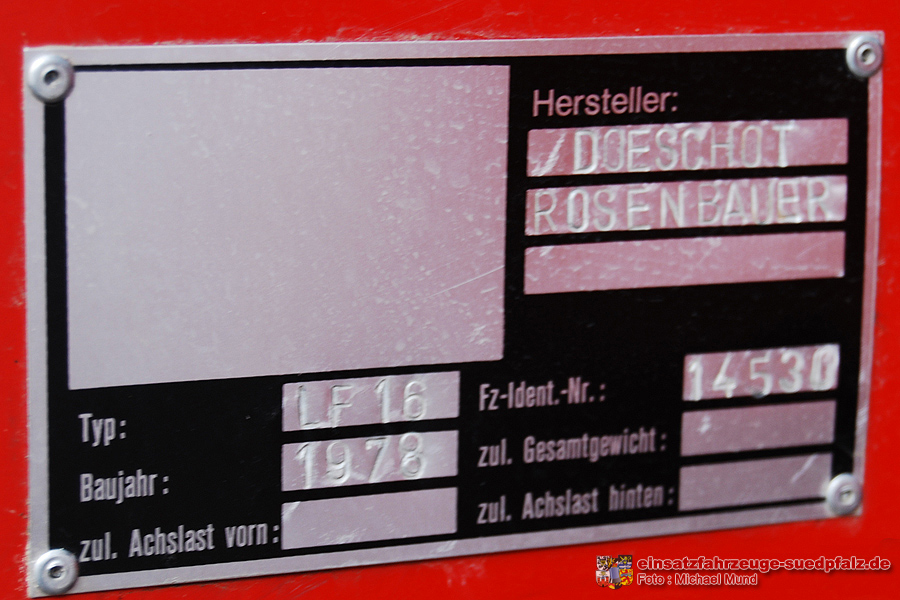 Hersteller:
/DOESCHOT
ROSENBAUER
Typ: LF 16
Fz-Ident.-Nr.: 14530
Baujahr: 1978
zul. Gesamtgewicht:
zul. Achslast vorn:
zul. Achslast hinten:
einsatzfahrzeuge-suedpfalz.de
Foto : Michael Mund